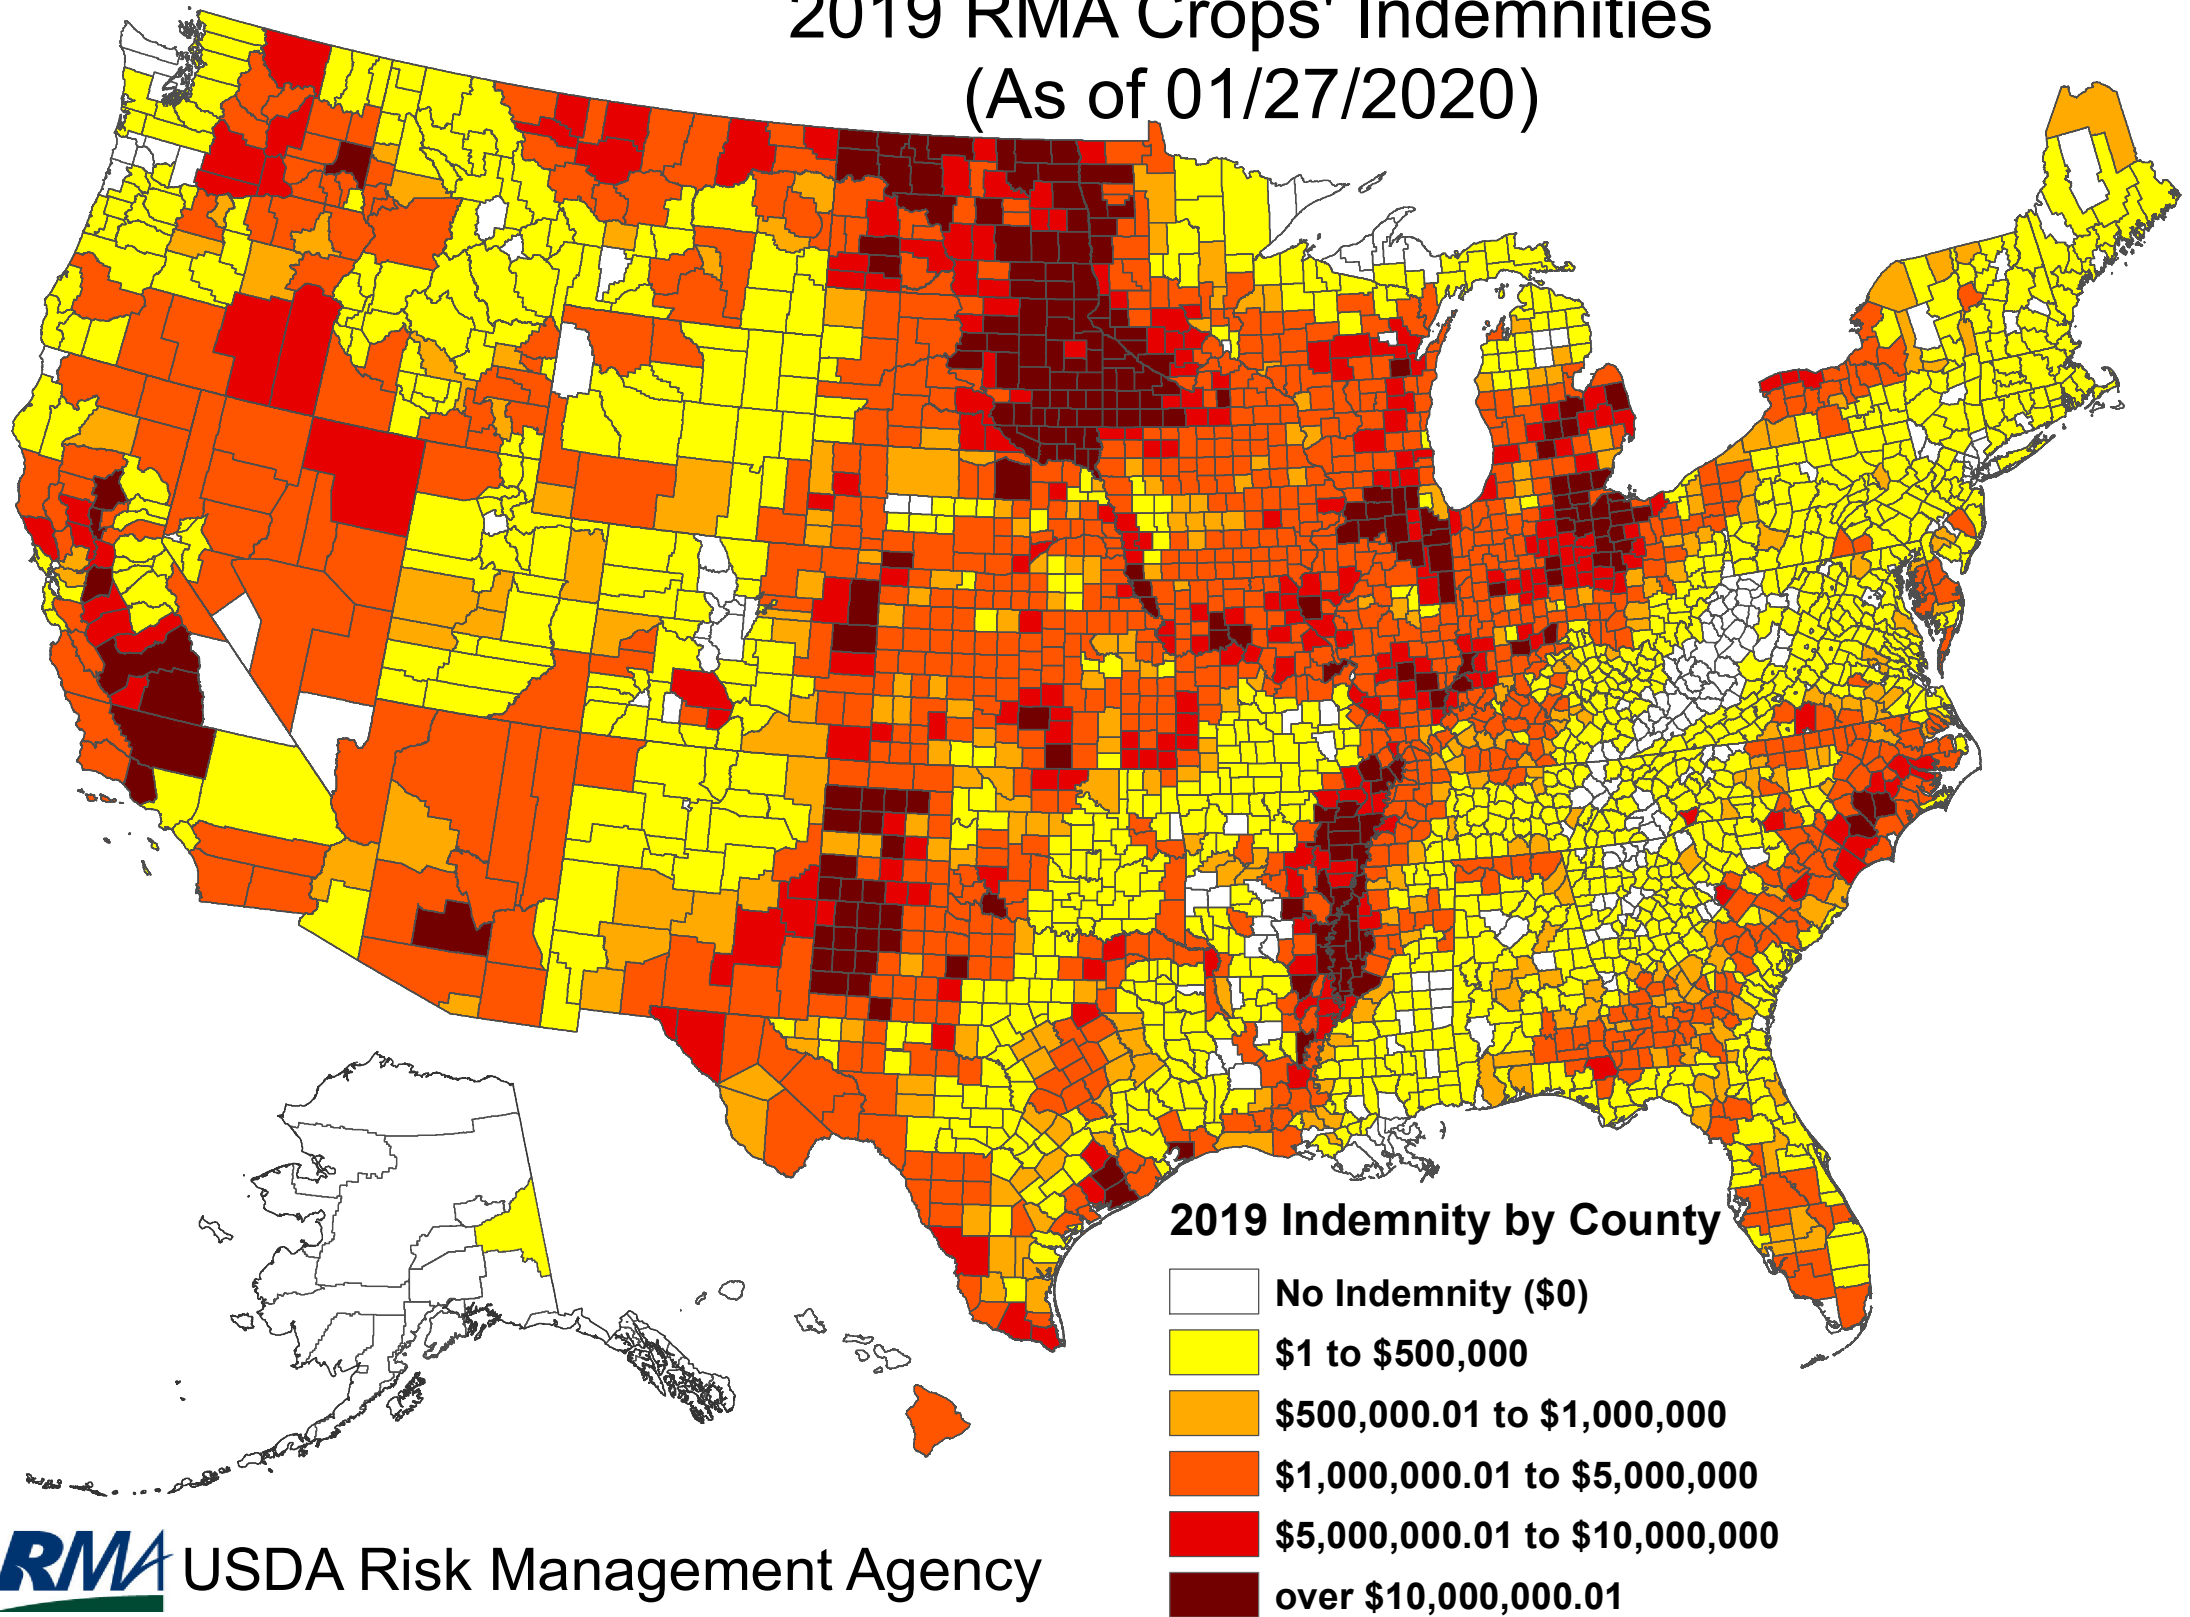 2019 RMA Crops' Indemnities
(As of 01/27/2020)
2019 Indemnity by County
No Indemnity ($0)
$1 to $500,000
$500,000.01 to $1,000,000
$1,000,000.01 to $5,000,000
$5,000,000.01 to $10,000,000
over $10,000,000.01
RMA USDA Risk Management Agency